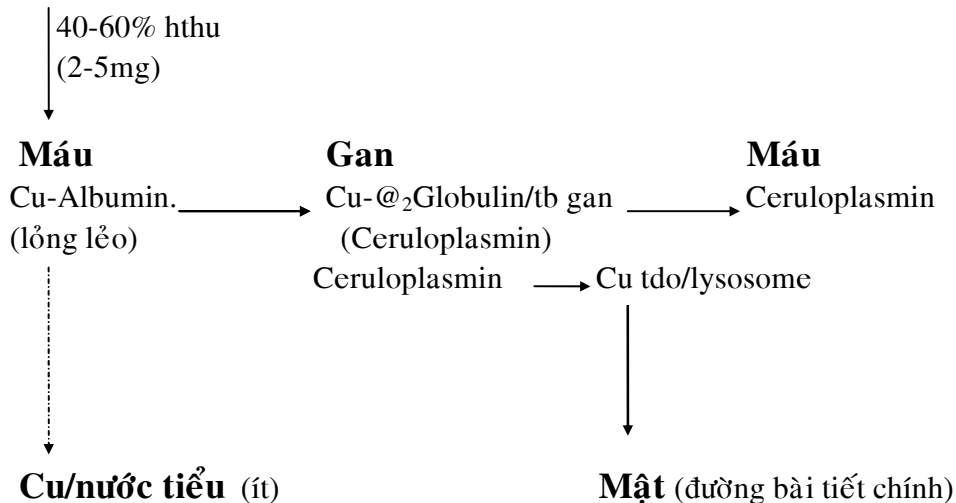 40-60% hthu
(2-5mg)
Máu Gan Máu
Cu-Albumin. Cu-@₂Globulin/tb gan Ceruloplasmin
(lỏng lẻo) (Ceruloplasmin)
Ceruloplasmin Cu tdo/lysosome
Cu/nước tiểu (ít) Mật (đường bài tiết chính)